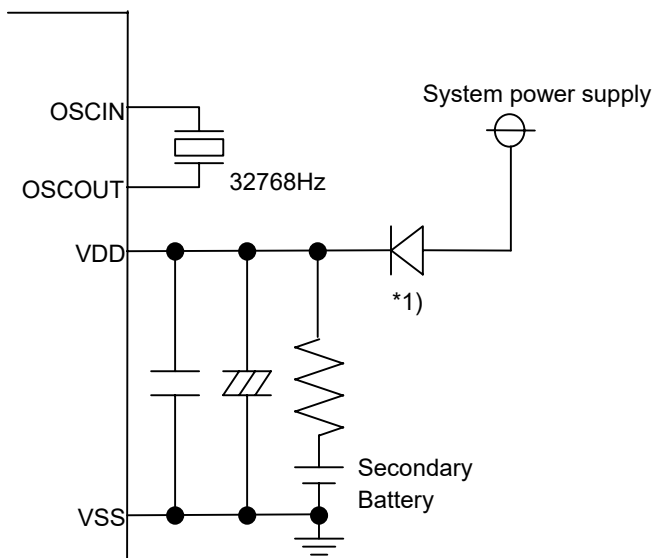 System power supply
OSCIN
OSCOUT
32768Hz
VDD
*1)
Secondary
Battery
VSS